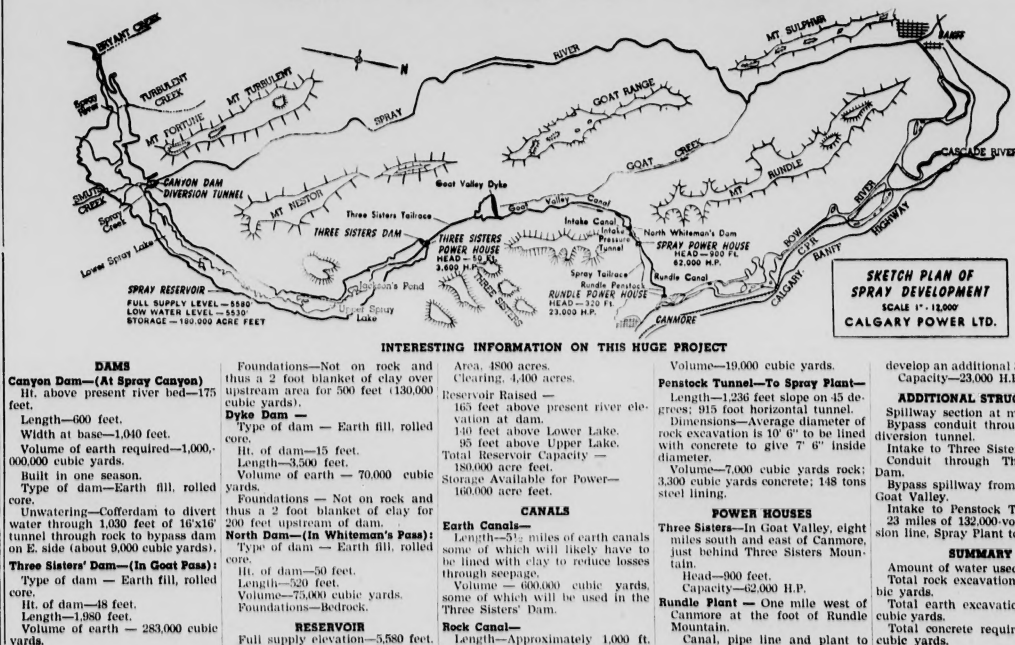 BRYANT CREEK
Spray
River
TURBULENT
CREEK
MT TURBULENT
MT FORTUNE
N
SPRAY
RIVER
GOAT RANGE
MT SULPHUR
BANFF
CASCADE RIVER
GOAT
CREEK
MT
RUNDLE
BOW
RIVER
C.P.R.
CALGARY
BANFF
HIGHWAY
SMUTS
CREEK
Spray
Creek
CANYON DAM
DIVERSION TUNNEL
MT NESTOR
Goat Valley Dyke
Goat Valley Canal
Three Sisters Tailrace
THREE SISTERS DAM
THREE SISTERS
POWER HOUSE
HEAD—50 Ft.
3,600 H.P.
THREE SISTERS
Intake Canal
Intake
Pressure
Tunnel
North Whiteman's Dam
SPRAY POWER HOUSE
HEAD—900 Ft.
62,000 H.P.
Spray Tailrace
Rundle Canal
Rundle Penstock
RUNDLE POWER HOUSE
HEAD—320 Ft.
23,000 H.P.
CANMORE
Lower Spray Lake
Jackson's Pond
Upper Spray
Lake
SPRAY RESERVOIR
FULL SUPPLY LEVEL—5580'
LOW WATER LEVEL—5530'
STORAGE—180,000 ACRE FEET
SKETCH PLAN OF
SPRAY DEVELOPMENT
SCALE 1"-12,000'
CALGARY POWER LTD.
INTERESTING INFORMATION ON THIS HUGE PROJECT
DAMS
Canyon Dam—(At Spray Canyon)
Ht. above present river bed—175
feet.
Length—600 feet.
Width at base—1,040 feet.
Volume of earth required—1,000,-
000,000 cubic yards.
Built in one season.
Type of dam—Earth fill, rolled
core.
Unwatering—Cofferdam to divert
water through 1,030 feet of 16'x16'
tunnel through rock to bypass dam
on E. side (about 9,000 cubic yards).
Three Sisters' Dam—(In Goat Pass):
Type of dam — Earth fill, rolled
core.
Ht. of dam—48 feet.
Length—1,980 feet.
Volume of earth — 283,000 cubic
yards.
Foundations—Not on rock and
thus a 2 foot blanket of clay over
upstream area for 500 feet (130,000
cubic yards).
Dyke Dam —
Type of dam — Earth fill, rolled
core.
Ht. of dam—15 feet.
Length—3,500 feet.
Volume of earth — 70,000 cubic
yards.
Foundations — Not on rock and
thus a 2 foot blanket of clay for
200 feet upstream of dam.
North Dam—(In Whiteman's Pass):
Type of dam — Earth fill, rolled
core.
Ht. of dam—50 feet.
Length—520 feet.
Volume—75,000 cubic yards.
Foundations—Bedrock.
RESERVOIR
Full supply elevation—5,580 feet.
Area, 4800 acres.
Clearing, 4,400 acres.
Reservoir Raised —
165 feet above present river ele-
vation at dam.
140 feet above Lower Lake.
95 feet above Upper Lake.
Total Reservoir Capacity —
180,000 acre feet.
Storage Available for Power—
160,000 acre feet.
CANALS
Earth Canals—
Length—5½ miles of earth canals
some of which will likely have to
be lined with clay to reduce losses
through seepage.
Volume — 600,000 cubic yards,
some of which will be used in the
Three Sisters' Dam.
Rock Canal—
Length—Approximately 1,000 ft.
Volume—19,000 cubic yards.
Penstock Tunnel—To Spray Plant—
Length—1,236 feet slope on 45 de-
grees; 915 foot horizontal tunnel.
Dimensions—Average diameter of
rock excavation is 10' 6" to be lined
with concrete to give 7' 6" inside
diameter.
Volume—7,000 cubic yards rock;
3,300 cubic yards concrete; 148 tons
steel lining.
POWER HOUSES
Three Sisters—In Goat Valley, eight
miles south and east of Canmore,
just behind Three Sisters Moun-
tain.
Head—900 feet.
Capacity—62,000 H.P.
Rundle Plant — One mile west of
Canmore at the foot of Rundle
Mountain.
Canal, pipe line and plant to
develop an additional
Capacity—23,000 H.P
ADDITIONAL STRUC
Spillway section at
Bypass conduit throu
diversion tunnel.
Intake to Three Siste
Conduit through Th
Dam.
Bypass spillway from
Goat Valley.
Intake to Penstock T
23 miles of 132,000-vo
sion line, Spray Plant to
SUMMARY
Amount of water used
Total rock excavation
bic yards.
Total earth excavatio
cubic yards.
Total concrete requir
cubic yards.